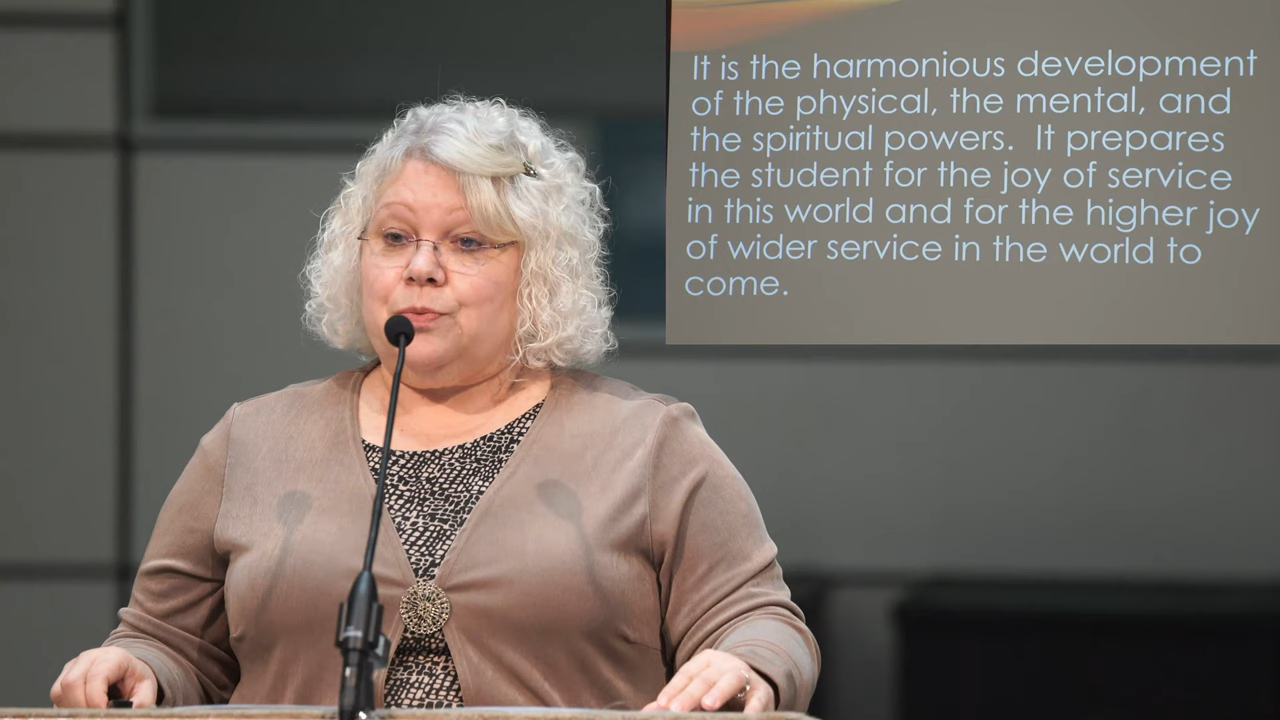 It is the harmonious development
of the physical, the mental, and
the spiritual powers.  It prepares
the student for the joy of service
in this world and for the higher joy
of wider service in the world to
come.